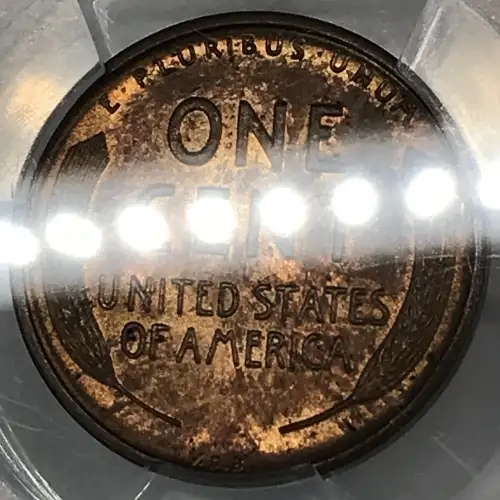 E·PLURIBUS·UNUM
ONE
CENT
UNITED STATES
OF AMERICA
V.D.B.